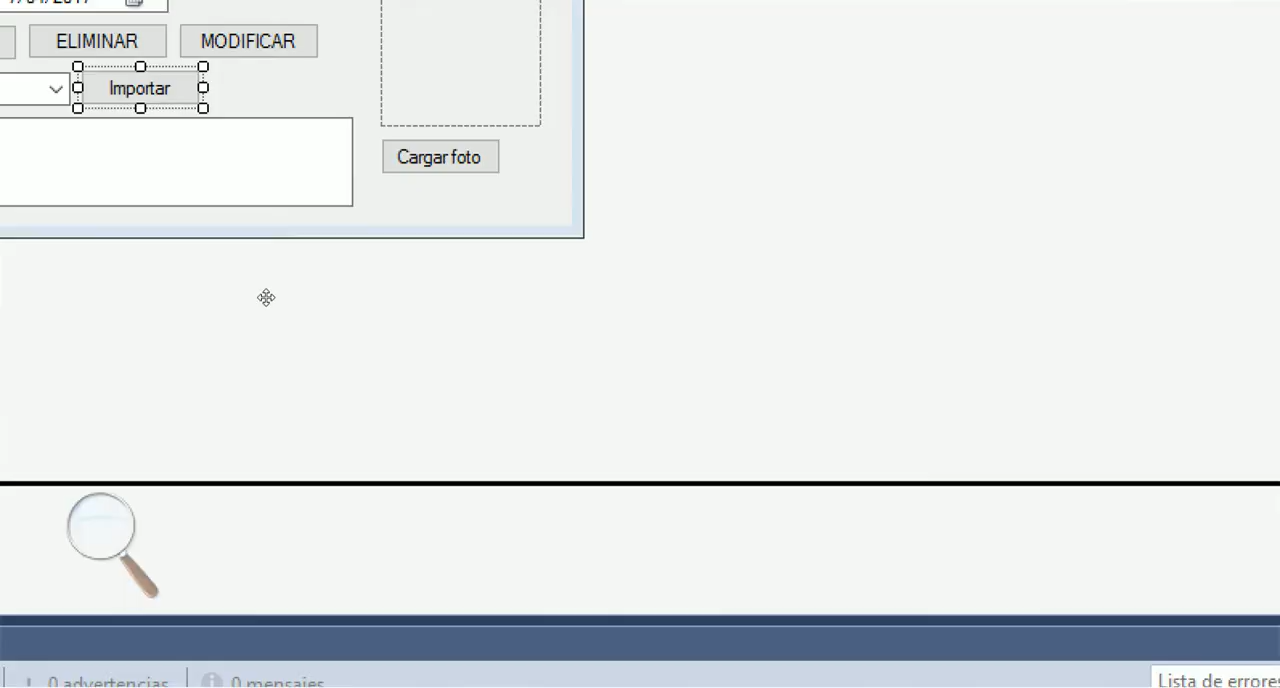 ELIMINAR
MODIFICAR
Importar
Cargar foto
0 advertencias
0 mensajes
Lista de errores